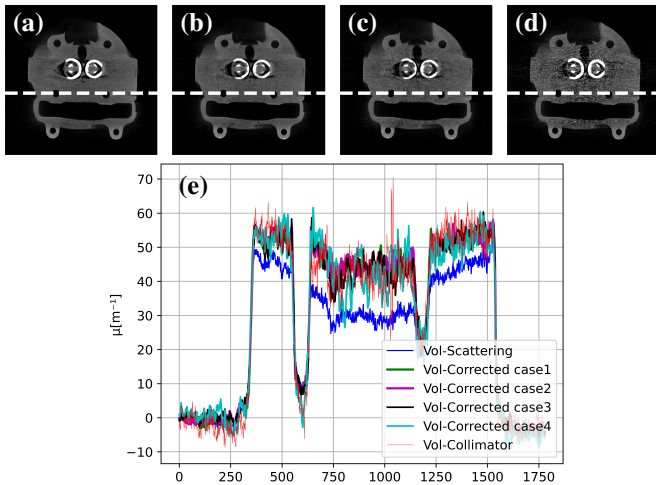 (a) (b) (c) (d)
(e)
70
60
50
40
30
20
10
0
−10
μ[m⁻¹]
Vol-Scattering
Vol-Corrected case1
Vol-Corrected case2
Vol-Corrected case3
Vol-Corrected case4
Vol-Collimator
0 250 500 750 1000 1250 1500 1750